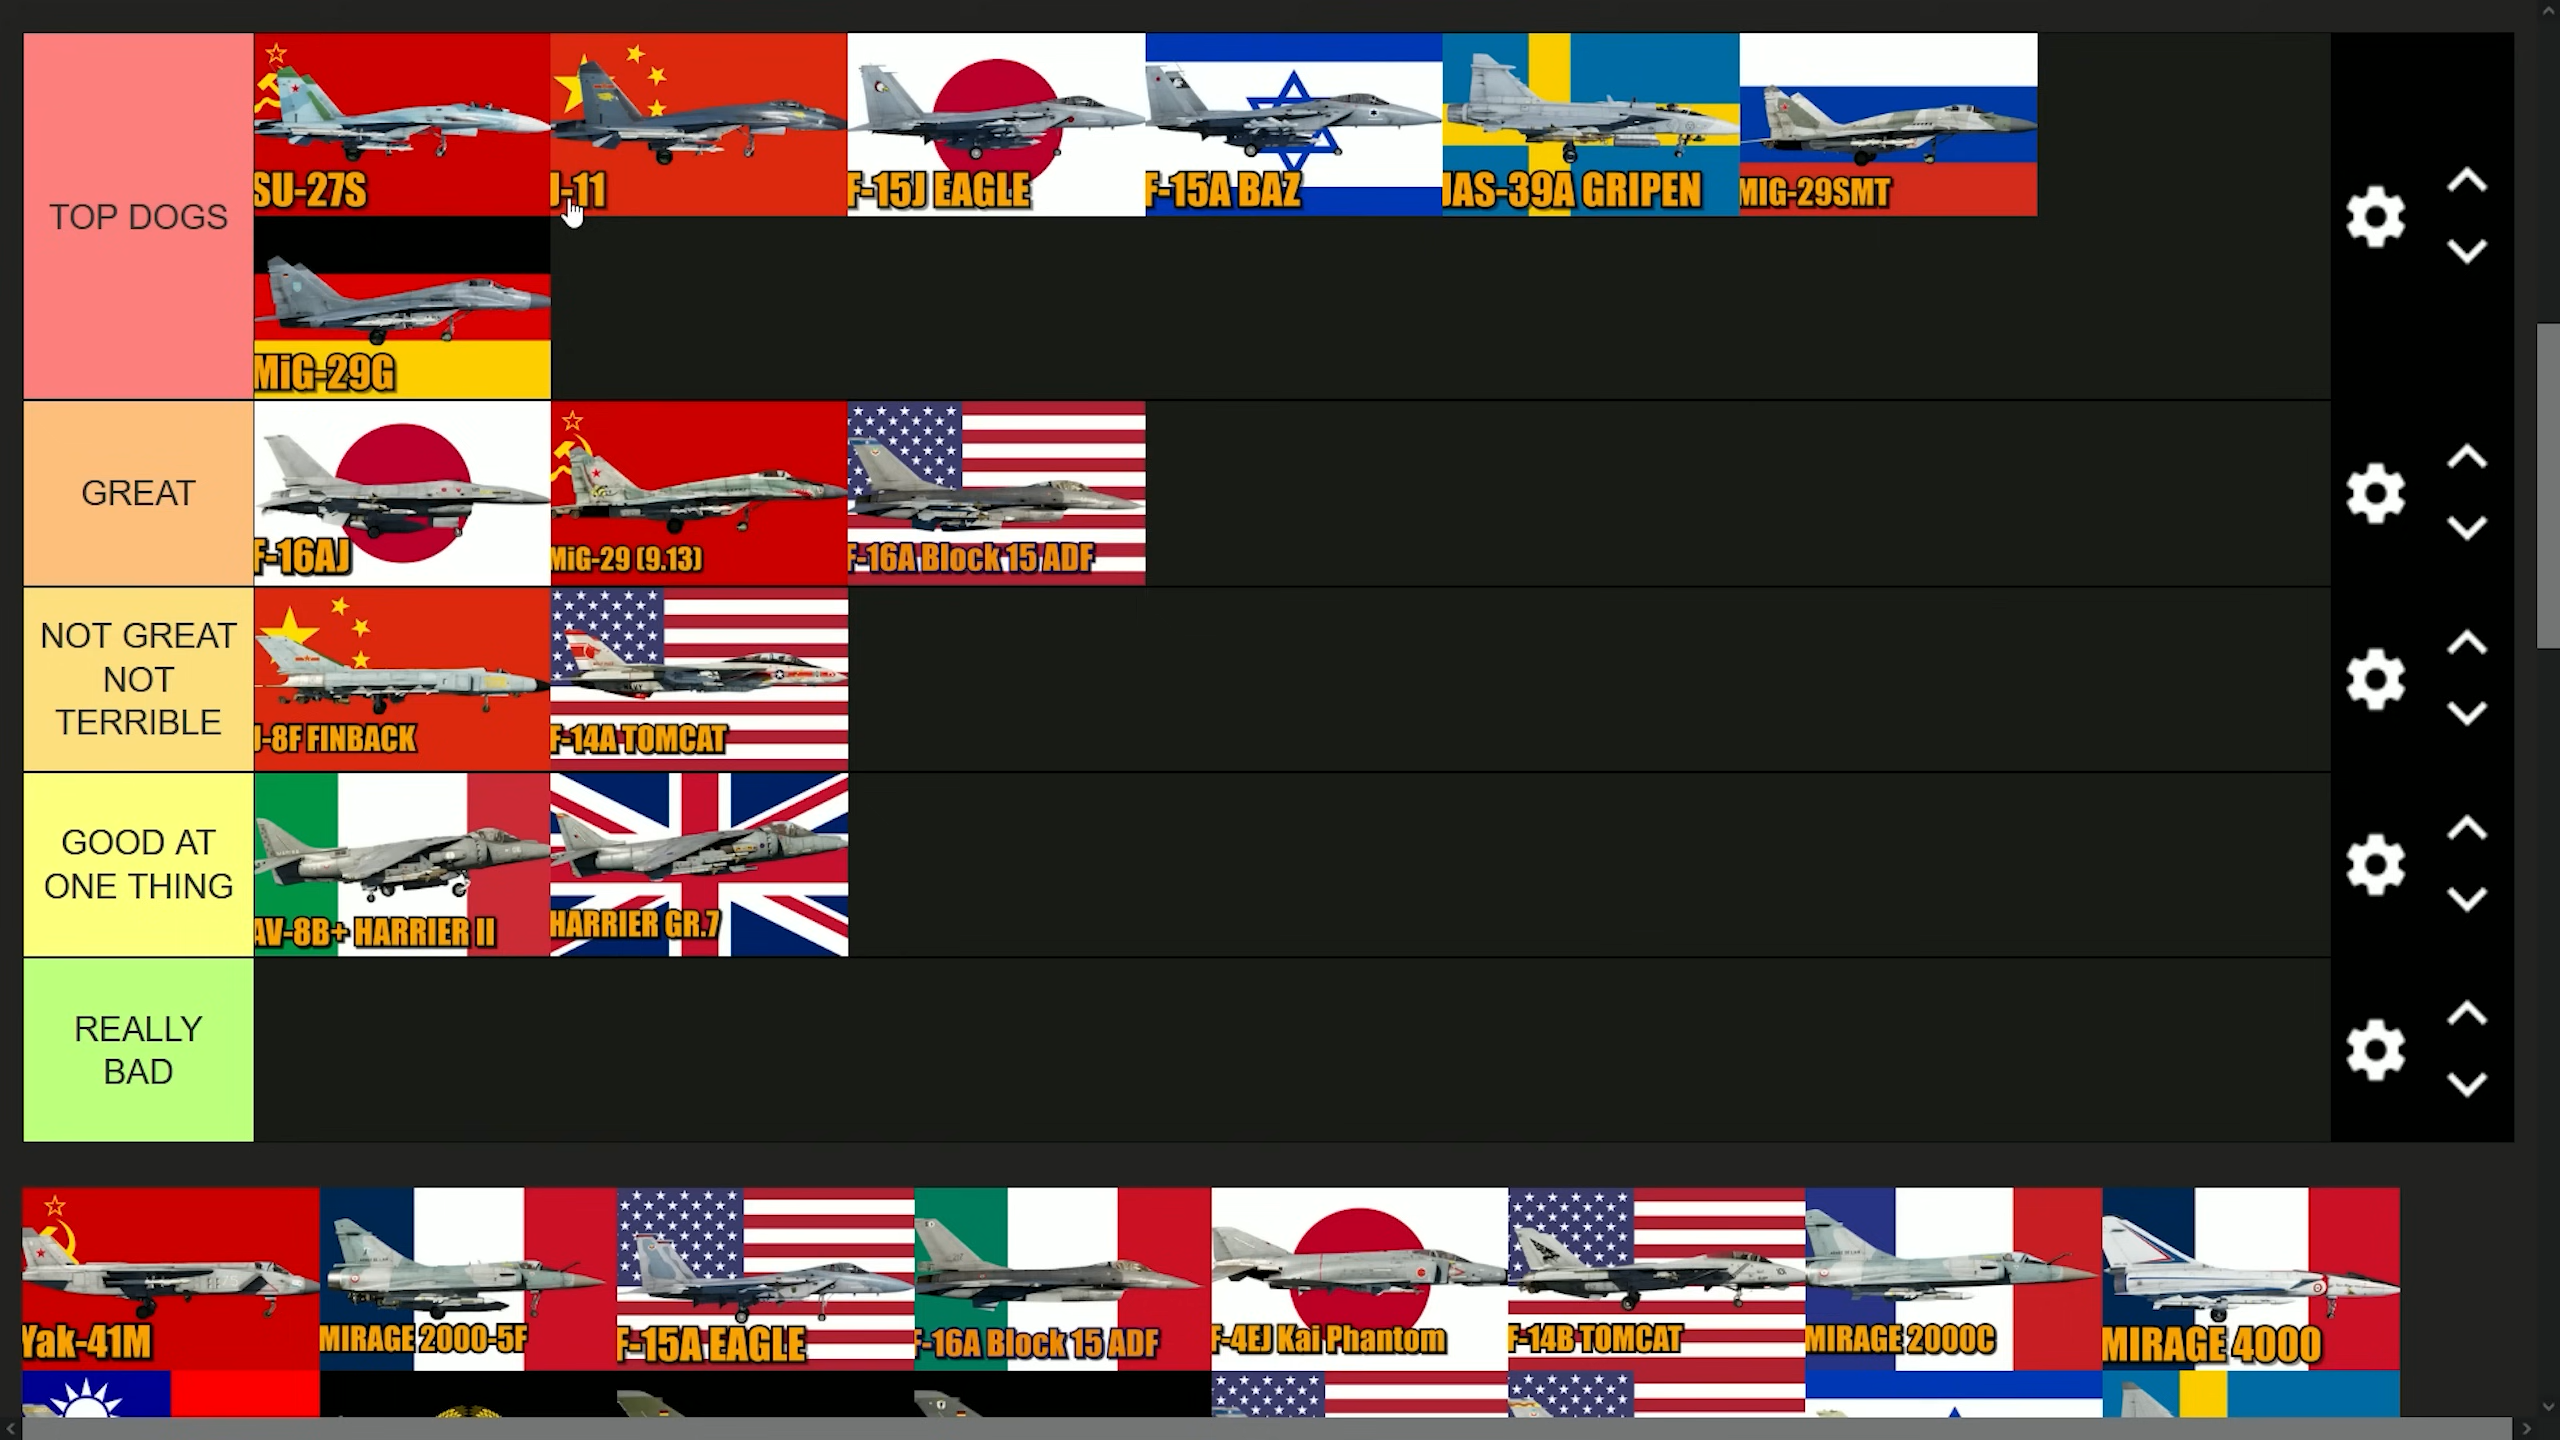 TOP DOGS
SU-27S
J-11
F-15J EAGLE
F-15A BAZ
JAS-39A GRIPEN
MIG-29SMT
MiG-29G
GREAT
F-16AJ
MiG-29 (9.13)
F-16A Block 15 ADF
NOT GREAT
NOT
TERRIBLE
J-8F FINBACK
F-14A TOMCAT
GOOD AT
ONE THING
AV-8B+ HARRIER II
HARRIER GR.7
REALLY
BAD
Yak-41M
MIRAGE 2000-5F
F-15A EAGLE
F-16A Block 15 ADF
F-4EJ Kai Phantom
F-14B TOMCAT
MIRAGE 2000C
MIRAGE 4000